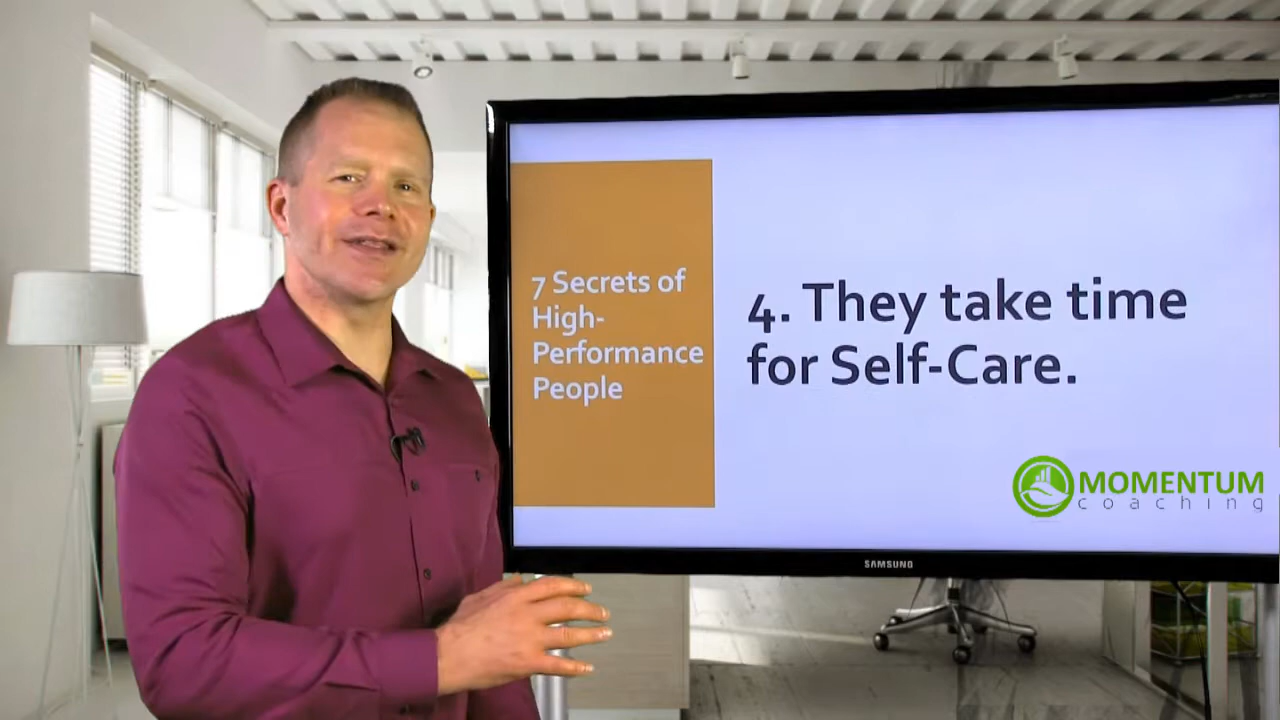 7 Secrets of
High-
Performance
People
4. They take time
for Self-Care.
MOMENTUM
coaching
SAMSUNG